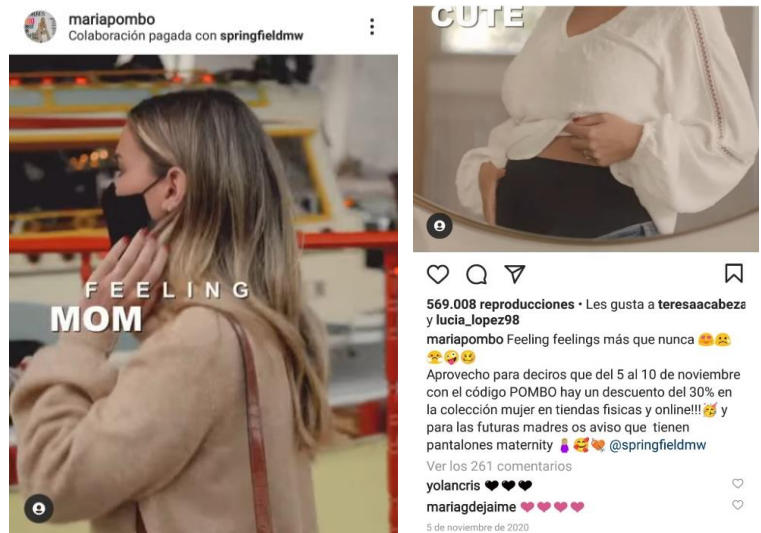 mariapombo
Colaboración pagada con springfieldmw
FEELING
MOM
CUTE
569.008 reproducciones • Les gusta a teresaacabeza
y lucia_lopez98
mariapombo Feeling feelings más que nunca 😍☹️
😤🤪🥴
Aprovecho para deciros que del 5 al 10 de noviembre
con el código POMBO hay un descuento del 30% en
la colección mujer en tiendas fisicas y online!!!🥳 y
para las futuras madres os aviso que tienen
pantalones maternity 🤰🥰💘 @springfieldmw
Ver los 261 comentarios
yolancris 🖤🖤🖤
mariagdejaime 💗💗💗💗
5 de noviembre de 2020